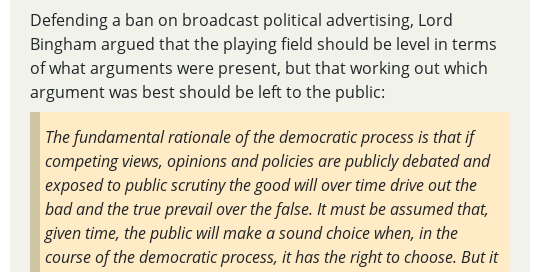 Defending a ban on broadcast political advertising, Lord
Bingham argued that the playing field should be level in terms
of what arguments were present, but that working out which
argument was best should be left to the public:
The fundamental rationale of the democratic process is that if
competing views, opinions and policies are publicly debated and
exposed to public scrutiny the good will over time drive out the
bad and the true prevail over the false. It must be assumed that,
given time, the public will make a sound choice when, in the
course of the democratic process, it has the right to choose. But it